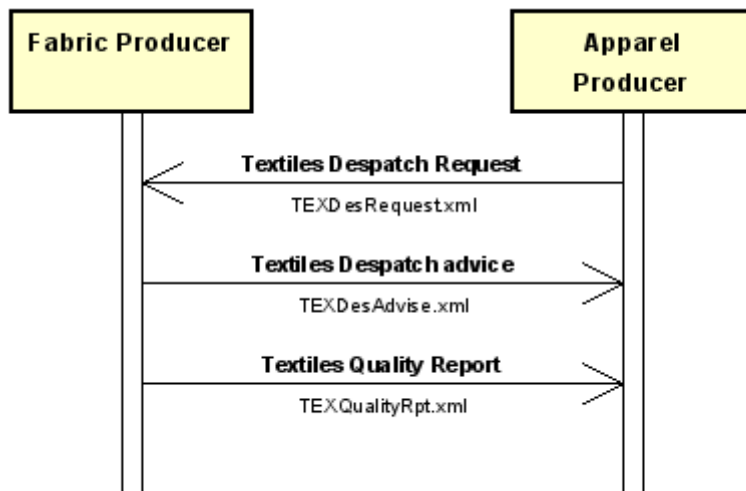 Fabric Producer
Apparel
Producer
Textiles Despatch Request
TEXDesRequest.xml
Textiles Despatch advice
TEXDesAdvise.xml
Textiles Quality Report
TEXQualityRpt.xml